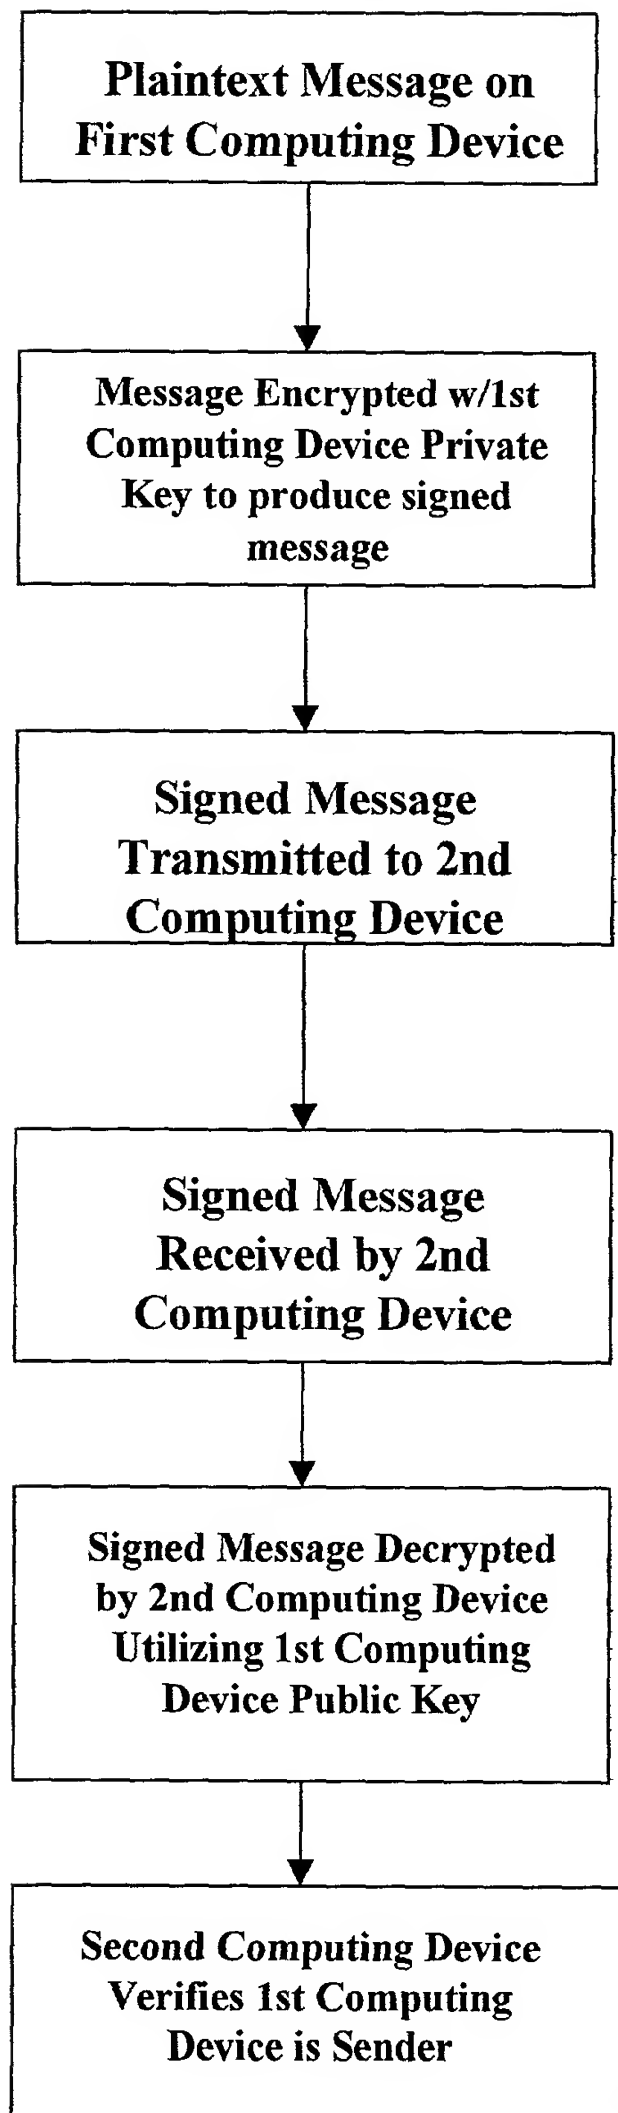 Plaintext Message on
First Computing Device
Message Encrypted w/1st
Computing Device Private
Key to produce signed
message
Signed Message
Transmitted to 2nd
Computing Device
Signed Message
Received by 2nd
Computing Device
Signed Message Decrypted
by 2nd Computing Device
Utilizing 1st Computing
Device Public Key
Second Computing Device
Verifies 1st Computing
Device is Sender